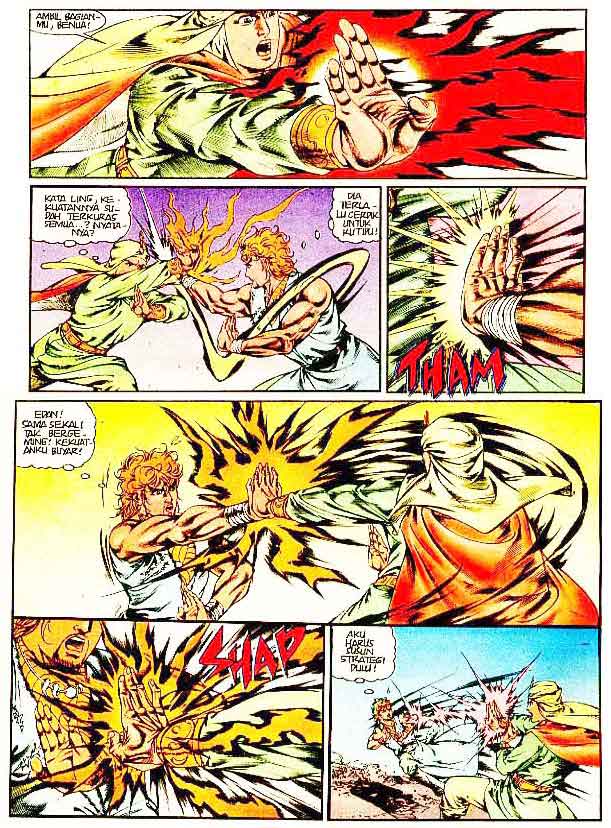 AMBIL BAGIAN-
MU, BENUA!
KATA LING, KE-
KUATANNYA SU-
DAH TERKURAS
SEMUA...? NYATA-
NYA?
DIA
TERLA-
LU CERDIK
UNTUK
KUTIPU!
THAM
EDAN!
SAMA SEKALI
TAK BERGE-
MING! KEKUAT-
ANKU BUYAR!
SHAP
AKU
HARUS
SUSUN
STRATEGI
DULU!